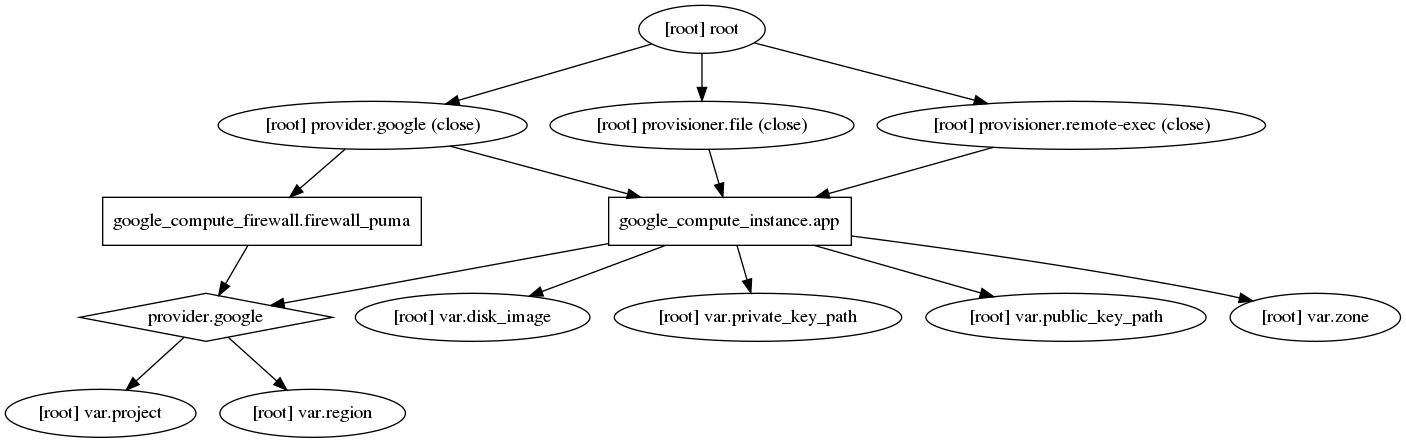 [root] root
[root] provider.google (close)
[root] provisioner.file (close)
[root] provisioner.remote-exec (close)
google_compute_firewall.firewall_puma
google_compute_instance.app
provider.google
[root] var.disk_image
[root] var.private_key_path
[root] var.public_key_path
[root] var.zone
[root] var.project
[root] var.region